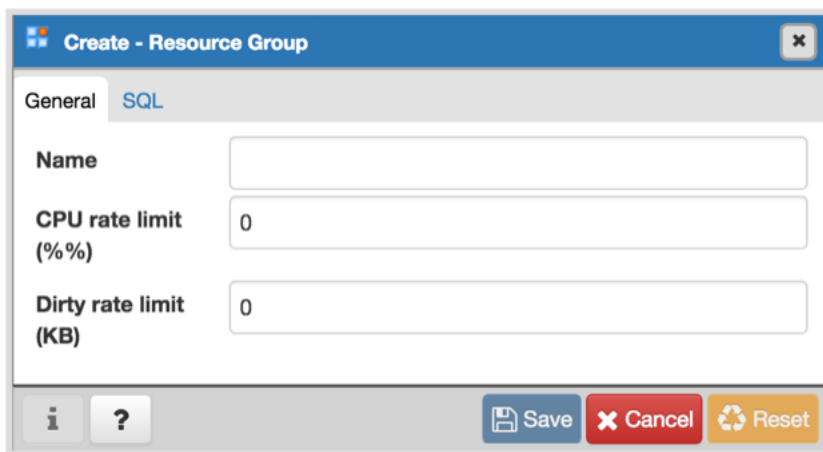 Create - Resource Group
General SQL
Name
CPU rate limit
(%%)
0
Dirty rate limit
(KB)
0
i ? Save Cancel Reset